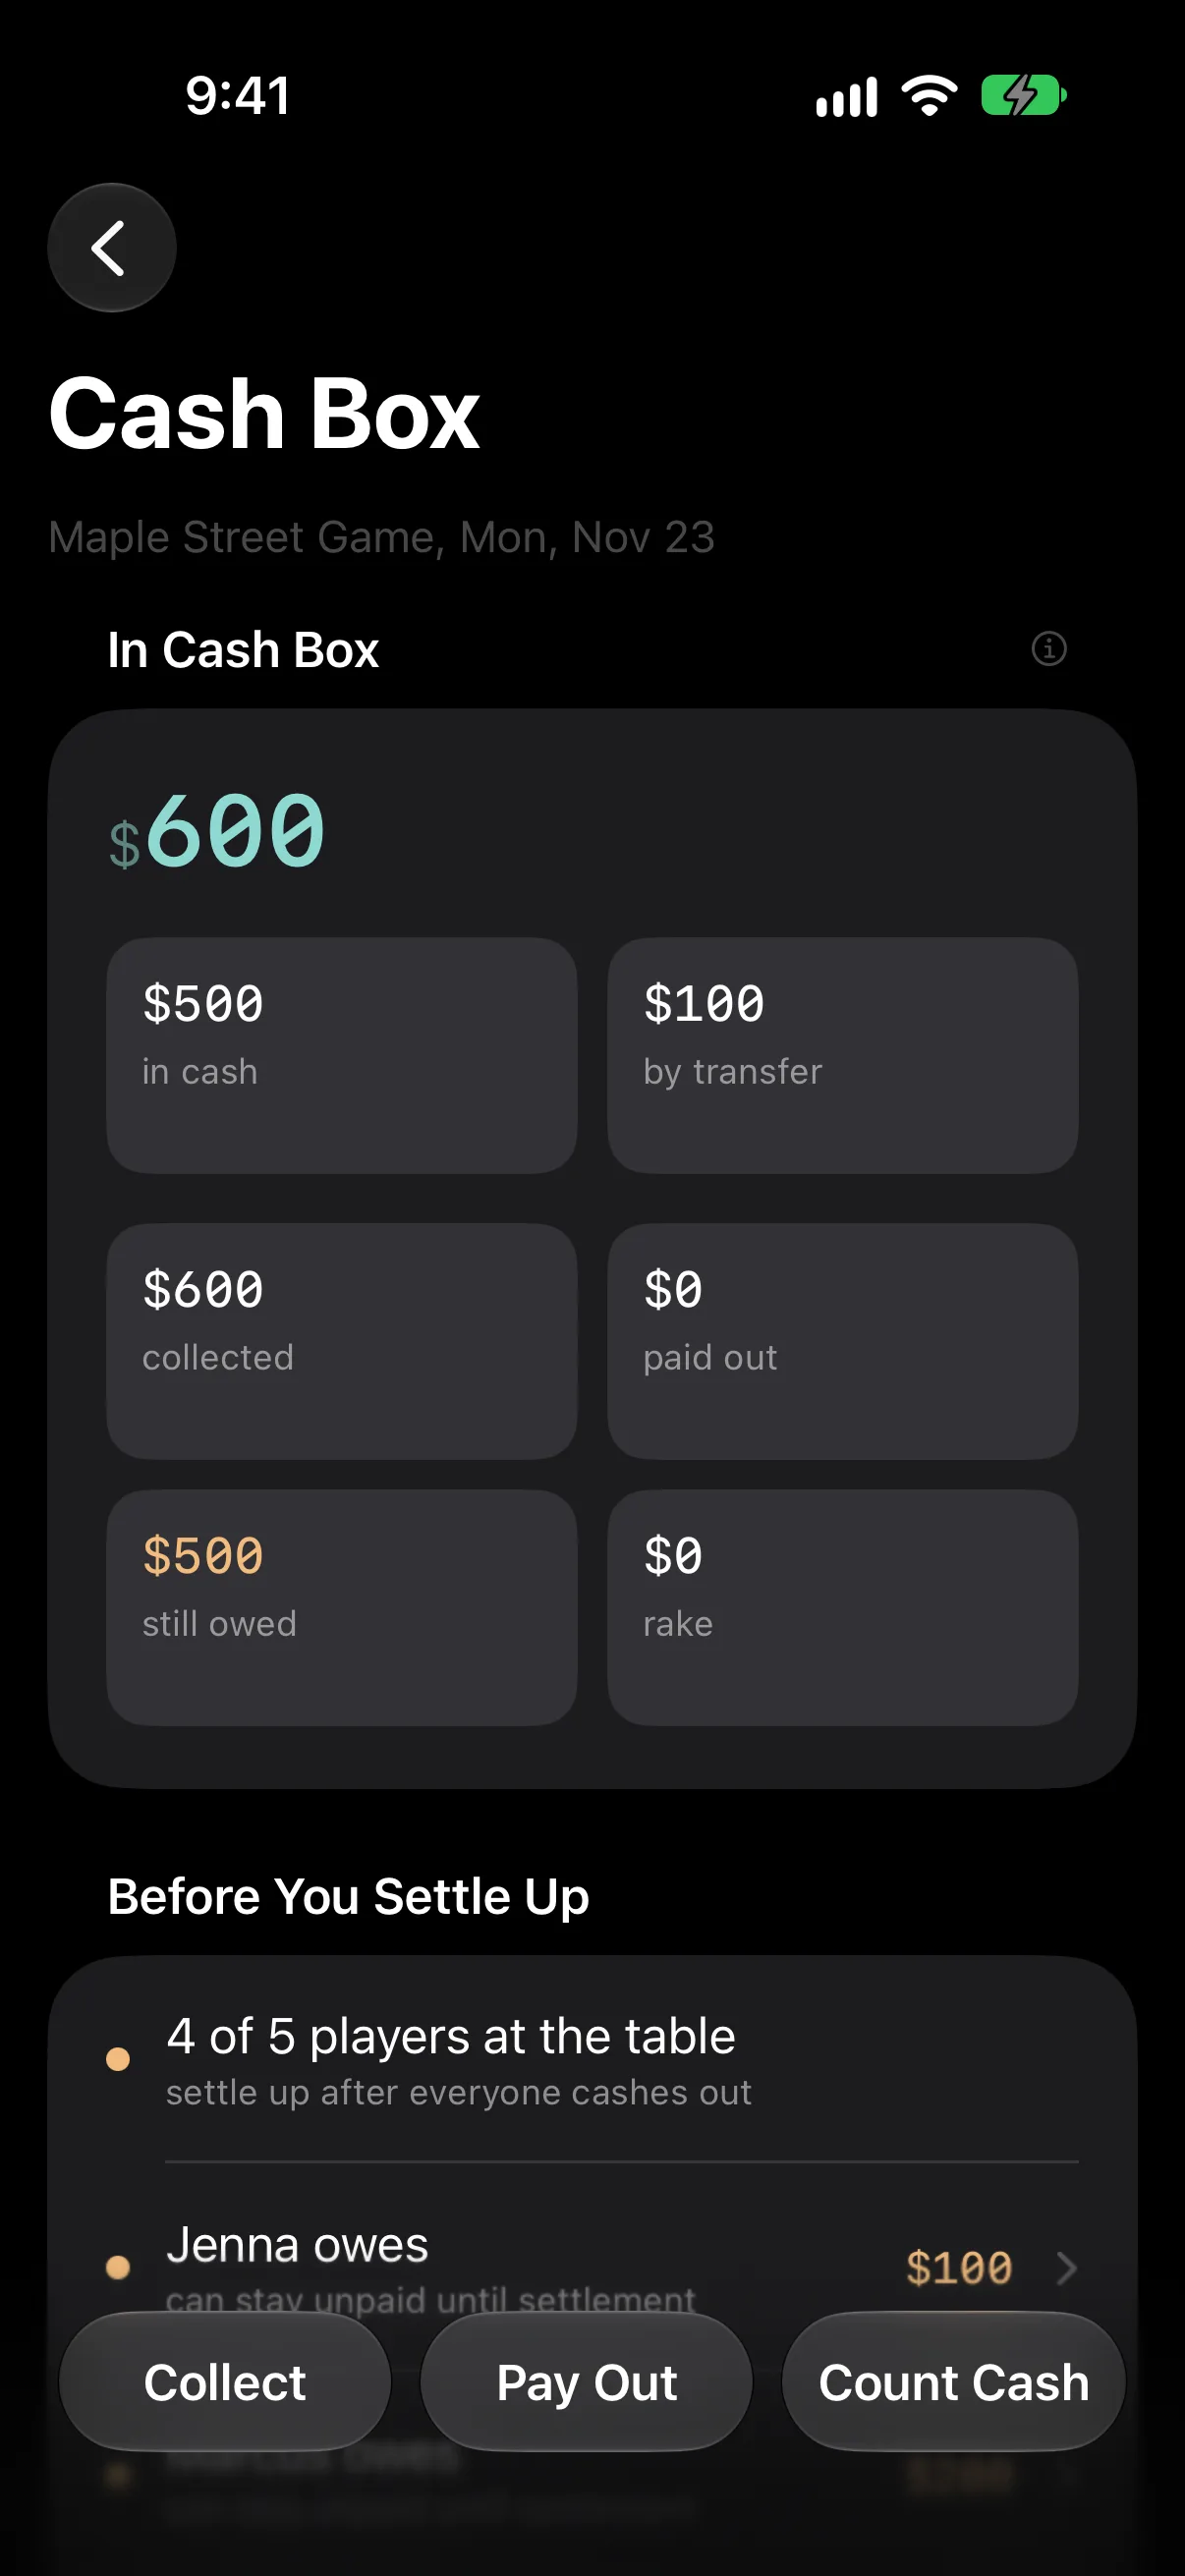 9:41
Cash Box
Maple Street Game, Mon, Nov 23
In Cash Box
$600
$500
in cash
$100
by transfer
$600
collected
$0
paid out
$500
still owed
$0
rake
Before You Settle Up
4 of 5 players at the table
settle up after everyone cashes out
Jenna owes
$100
can stay unpaid until settlement
Collect
Pay Out
Count Cash